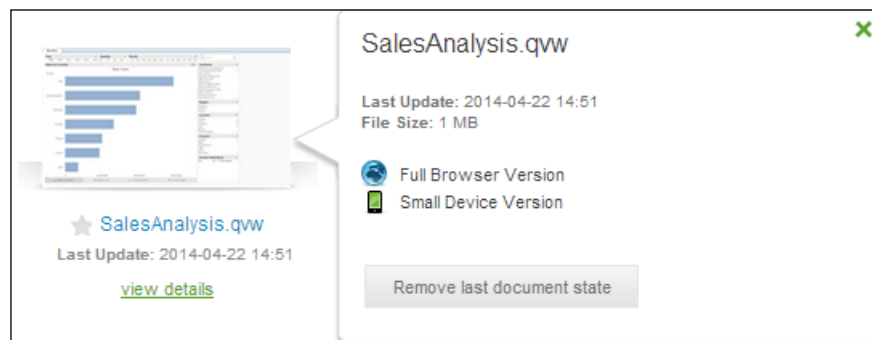 SalesAnalysis.qvw
Last Update: 2014-04-22 14:51
view details
SalesAnalysis.qvw
Last Update: 2014-04-22 14:51
File Size: 1 MB
Full Browser Version
Small Device Version
Remove last document state